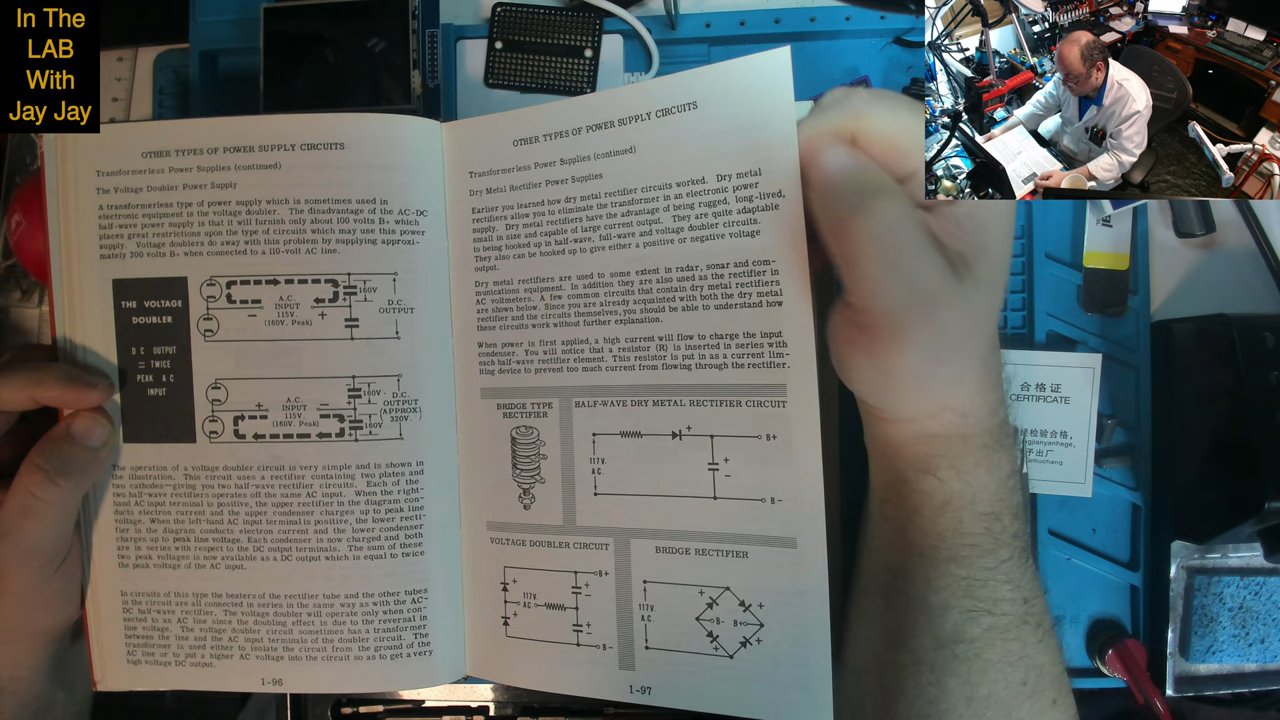 In The
LAB
With
Jay Jay
OTHER TYPES OF POWER SUPPLY CIRCUITS
Transformerless Power Supplies (continued)
The Voltage Doubler Power Supply
A transformerless type of power supply which is sometimes used in
electronic equipment is the voltage doubler. The disadvantage of the AC-DC
half-wave power supply is that it will furnish only about 100 volts B+ which
places great restrictions upon the type of circuits which may use this power
supply. Voltage doublers do away with this problem by supplying approxi-
mately 300 volts B+ when connected to a 110-volt AC line.
THE VOLTAGE
DOUBLER
DC OUTPUT
= TWICE
PEAK AC
INPUT
A.C.
INPUT
115V.
(160V. Peak)
- +
160V
D.C.
OUTPUT
+ -
A.C.
INPUT
115V.
(160V. Peak)
160V
160V
D.C.
OUTPUT
(APPROX)
320V.
The operation of a voltage doubler circuit is very simple and is shown in
the illustration. This circuit uses a rectifier containing two plates and
two cathodes—giving you two half-wave rectifier circuits. Each of the
two half-wave rectifiers operates off the same AC input. When the right-
hand AC input terminal is positive, the upper rectifier in the diagram con-
ducts electron current and the upper condenser charges up to peak line
voltage. When the left-hand AC input terminal is positive, the lower recti-
fier in the diagram conducts electron current and the lower condenser
charges up to peak line voltage. Each condenser is now charged and both
are in series with respect to the DC output terminals. The sum of these
two peak voltages is now available as a DC output which is equal to twice
the peak voltage of the AC input.
In circuits of this type the heaters of the rectifier tube and the other tubes
in the circuit are all connected in series in the same way as with the AC-
DC half-wave rectifier. The voltage doubler will operate only when con-
nected to an AC line since the doubling effect is due to the reversal in
line voltage. The voltage doubler circuit sometimes has a transformer
between the line and the AC input terminals of the doubler circuit. The
transformer is used either to isolate the circuit from the ground of the
AC line or to put a higher AC voltage into the circuit so as to get a very
high voltage DC output.
1-96
OTHER TYPES OF POWER SUPPLY CIRCUITS
Transformerless Power Supplies (continued)
Dry Metal Rectifier Power Supplies
Earlier you learned how dry metal rectifier circuits worked. Dry metal
rectifiers allow you to eliminate the transformer in an electronic power
supply. Dry metal rectifiers have the advantage of being rugged, long-lived,
small in size and capable of large current output. They are quite adaptable
to being hooked up in half-wave, full-wave and voltage doubler circuits.
They also can be hooked up to give either a positive or negative voltage
output.
Dry metal rectifiers are used to some extent in radar, sonar and com-
munications equipment. In addition they are also used as the rectifier in
AC voltmeters. A few common circuits that contain dry metal rectifiers
are shown below. Since you are already acquainted with both the dry metal
rectifier and the circuits themselves, you should be able to understand how
these circuits work without further explanation.
When power is first applied, a high current will flow to charge the input
condenser. You will notice that a resistor (R) is inserted in series with
each half-wave rectifier element. This resistor is put in as a current lim-
iting device to prevent too much current from flowing through the rectifier.
BRIDGE TYPE
RECTIFIER
HALF-WAVE DRY METAL RECTIFIER CIRCUIT
117 V.
A.C.
+
+
-
B+
B-
VOLTAGE DOUBLER CIRCUIT
117 V.
AC
+
+
+
-
+
-
B+
B-
BRIDGE RECTIFIER
117 V.
A.C.
+ +
B- B+
+ +
1-97
合格证
CERTIFICATE
经检验合格,
予出厂